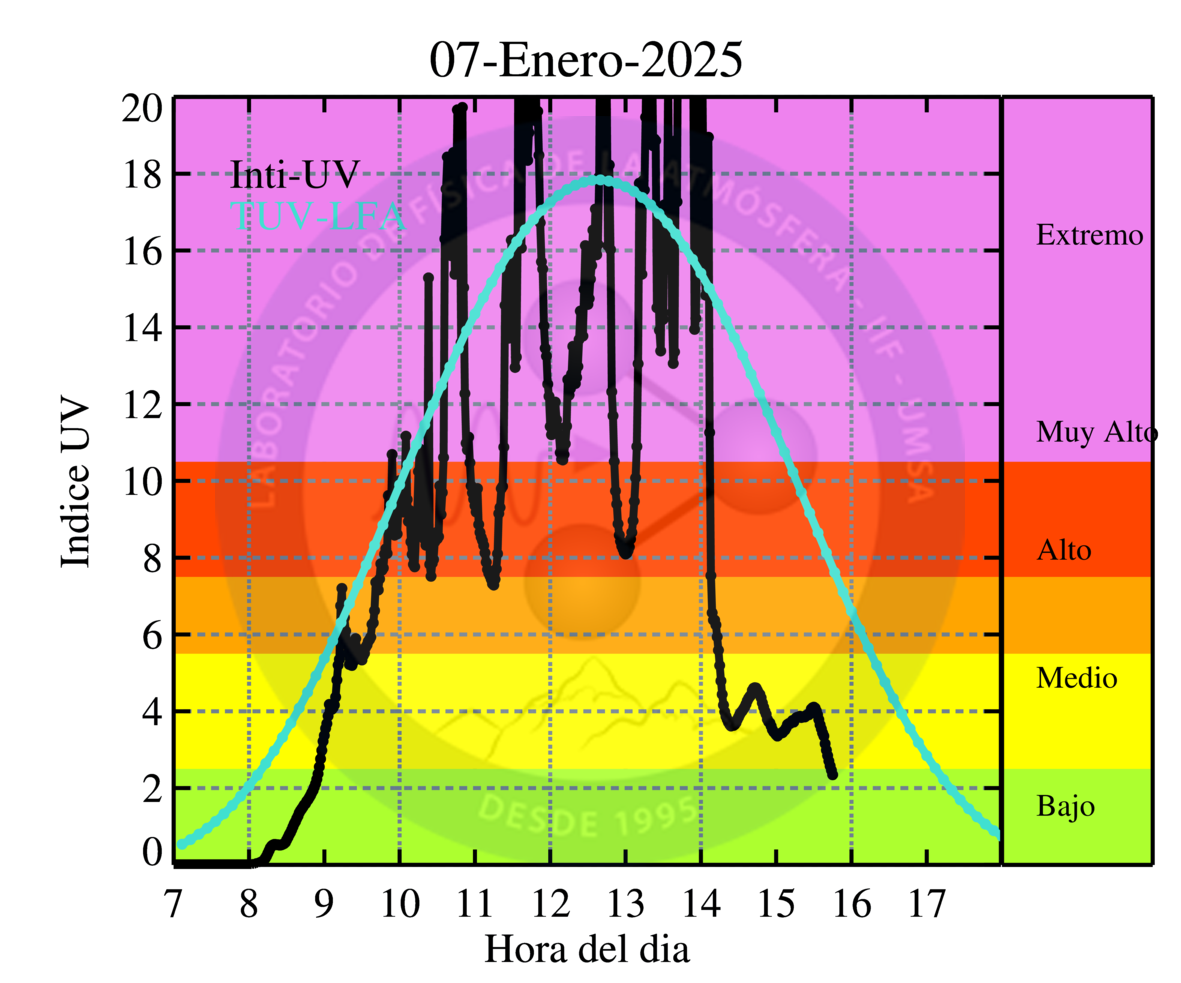 07-Enero-2025
Inti-UV
TUV-LFA
Indice UV
20
18
16
14
12
10
8
6
4
2
0
7 8 9 10 11 12 13 14 15 16 17
Hora del dia
Extremo
Muy Alto
Alto
Medio
Bajo
LABORATORIO DE FÍSICA DE LA ATMÓSFERA - IIF - UMSA
DESDE 1995